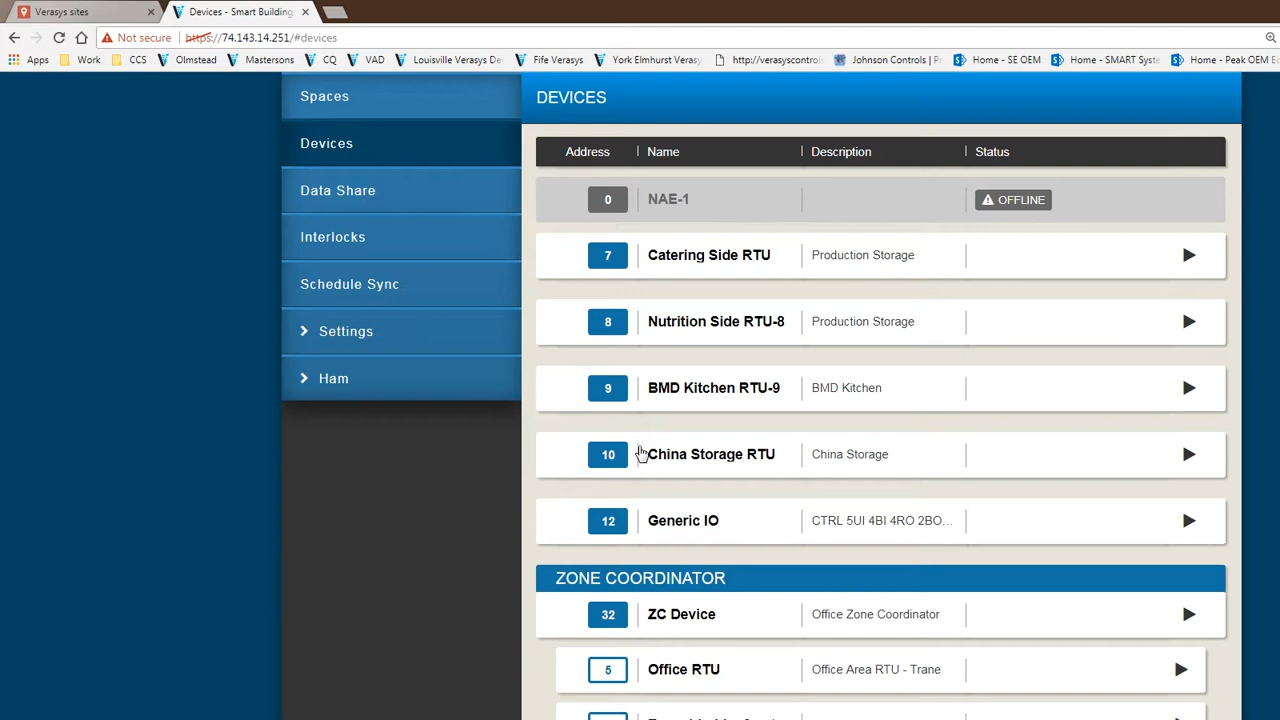 Verasys sites
Devices - Smart Building
Not secure
https://74.143.14.251/#devices
Apps
Work
CCS
Olmstead
Mastersons
CQ
VAD
Louisville Verasys De
Fife Verasys
York Elmhurst Verasy
http://verasyscontrol
Johnson Controls | P
Home - SE OEM
Home - SMART Syst
Home - Peak OEM E
Spaces
Devices
Data Share
Interlocks
Schedule Sync
Settings
Ham
DEVICES
Address Name Description Status
0 NAE-1 OFFLINE
7 Catering Side RTU Production Storage
8 Nutrition Side RTU-8 Production Storage
9 BMD Kitchen RTU-9 BMD Kitchen
10 China Storage RTU China Storage
12 Generic IO CTRL 5UI 4BI 4RO 2BO...
ZONE COORDINATOR
32 ZC Device Office Zone Coordinator
5 Office RTU Office Area RTU - Trane